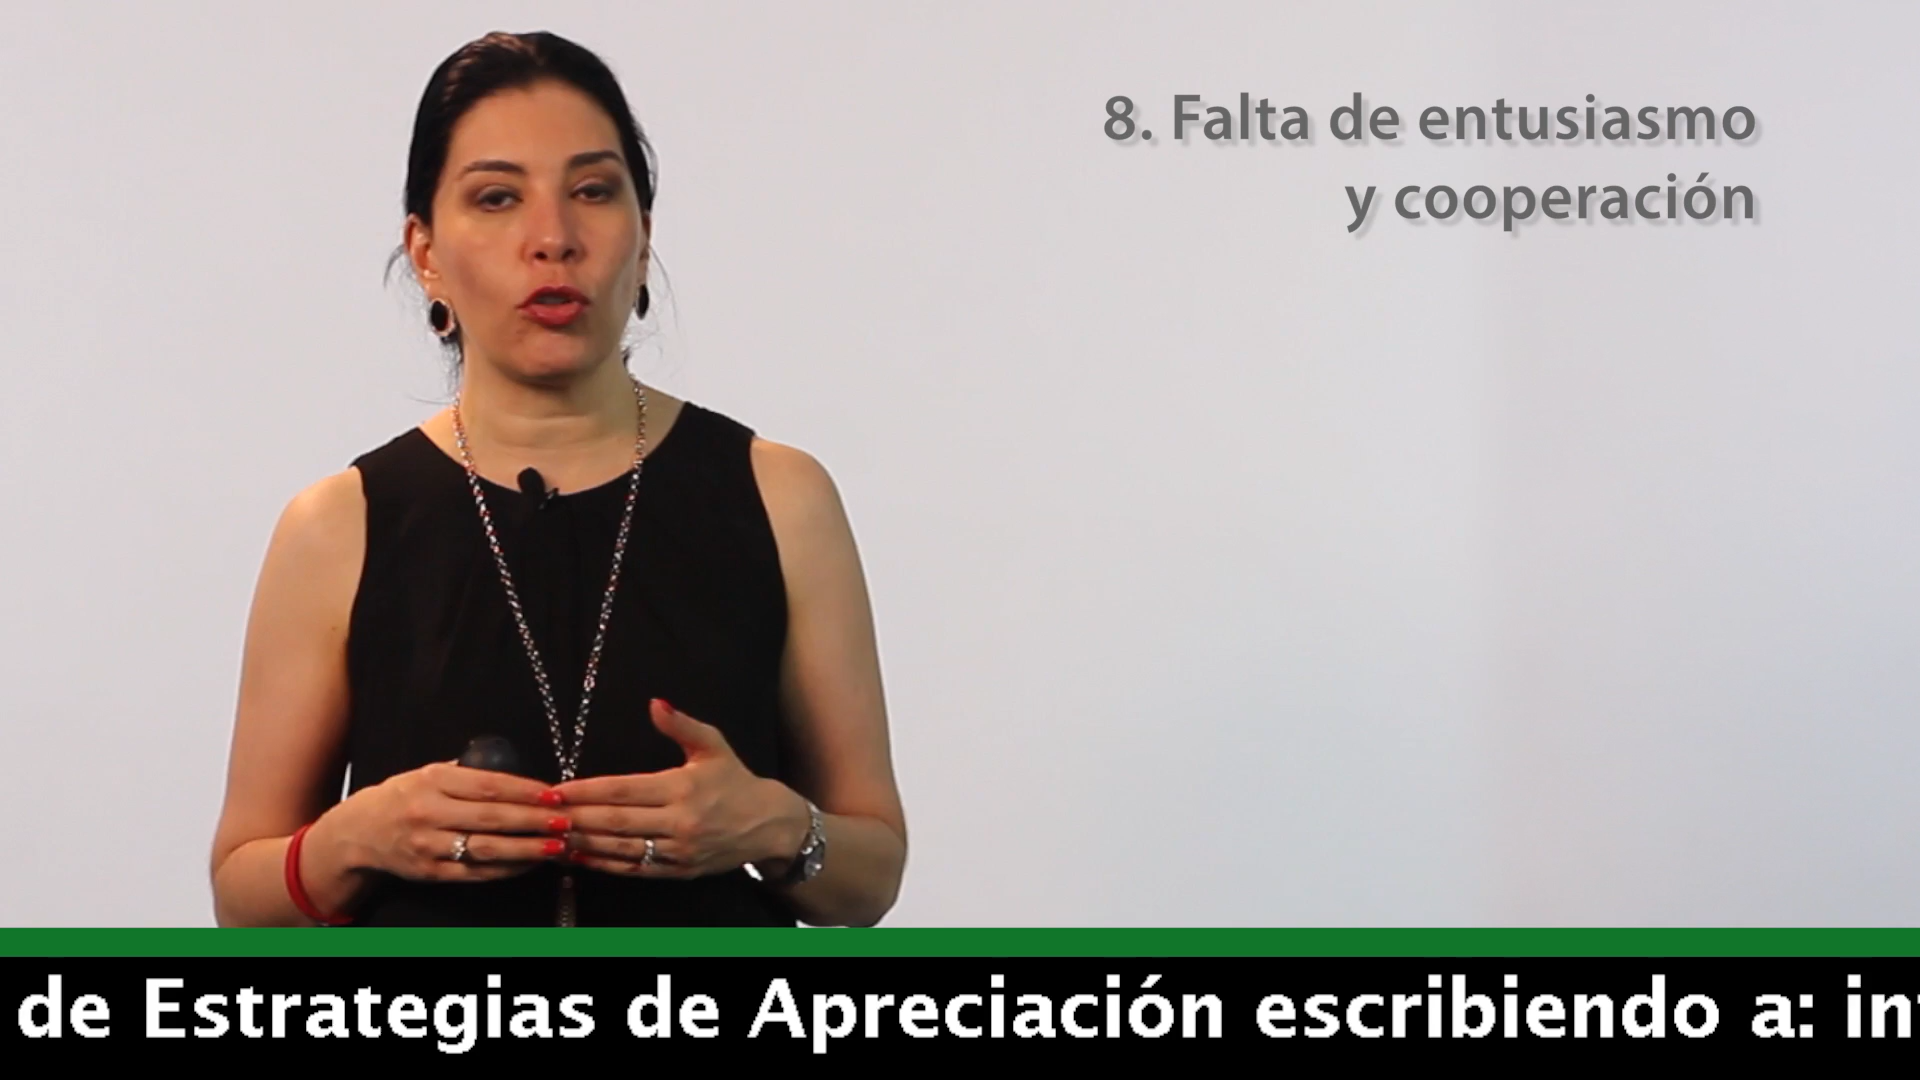 8. Falta de entusiasmo
y cooperación
de Estrategias de Apreciación escribiendo a: